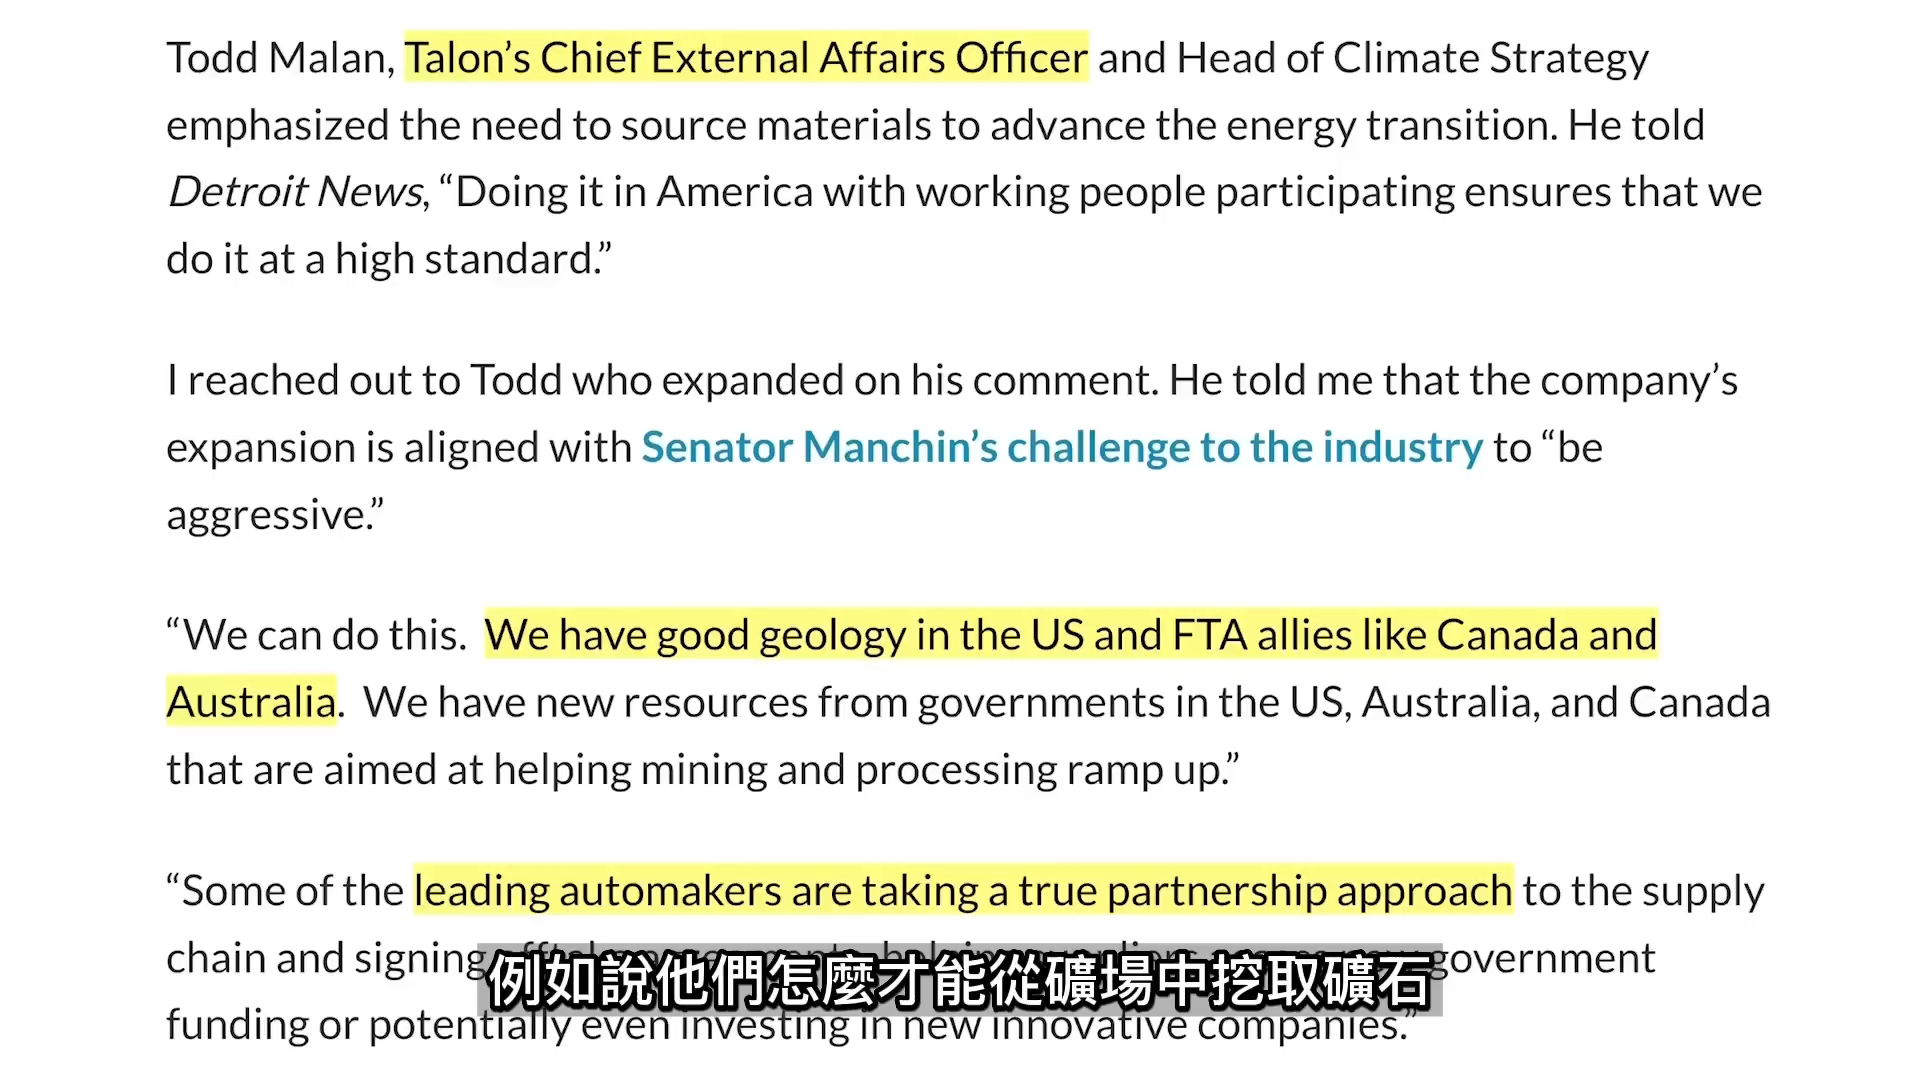 Todd Malan, Talon’s Chief External Affairs Officer and Head of Climate Strategy
emphasized the need to source materials to advance the energy transition. He told
Detroit News, “Doing it in America with working people participating ensures that we
do it at a high standard.”
I reached out to Todd who expanded on his comment. He told me that the company’s
expansion is aligned with Senator Manchin’s challenge to the industry to “be
aggressive.”
“We can do this. We have good geology in the US and FTA allies like Canada and
Australia. We have new resources from governments in the US, Australia, and Canada
that are aimed at helping mining and processing ramp up.”
“Some of the leading automakers are taking a true partnership approach to the supply
chain and signing government
funding or potentially even investing in new innovative companies.”
例如說他們怎麼才能從礦場中挖取礦石